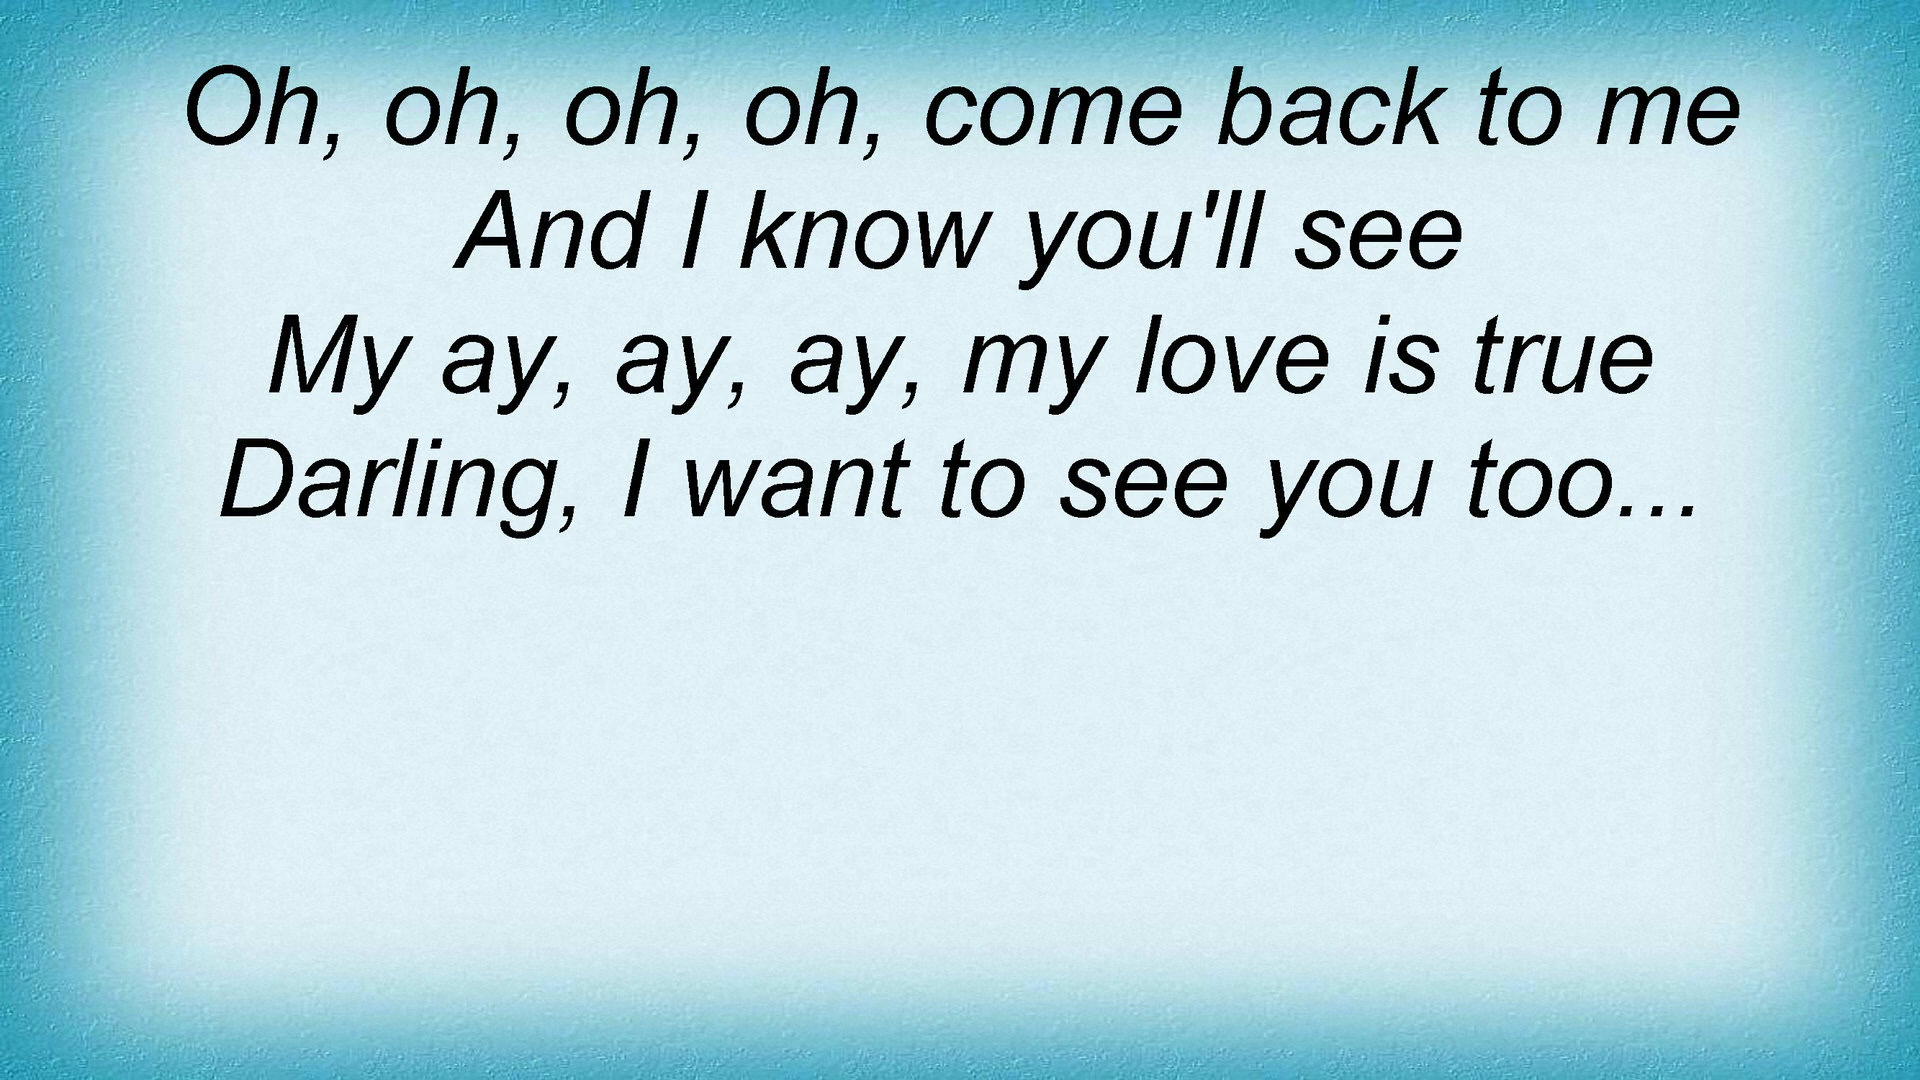 Oh, oh, oh, oh, come back to me
And I know you'll see
My ay, ay, ay, my love is true
Darling, I want to see you too...